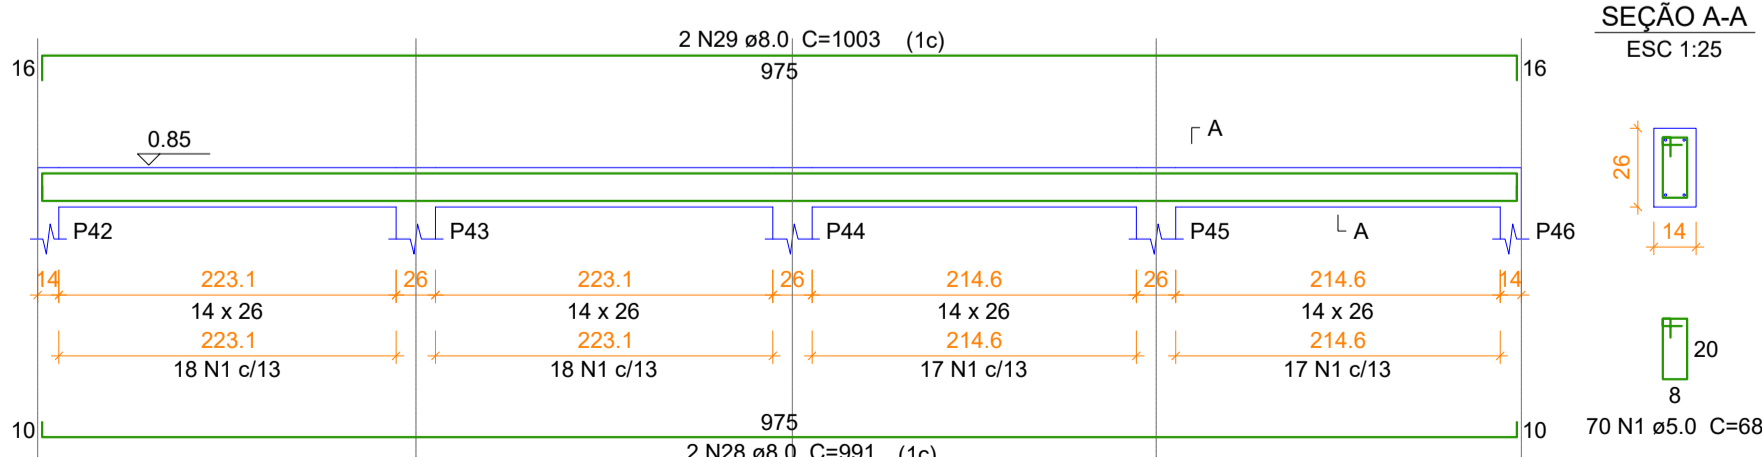 SEÇÃO A-A
ESC 1:25
2 N29 ø8.0 C=1003 (1c)
16
975
16
0.85
A
26
14
P42
P43
P44
P45
A
P46
14 223.1 26 223.1 26 214.6 26 214.6 14
14 x 26 14 x 26 14 x 26 14 x 26
223.1 223.1 214.6 214.6
18 N1 c/13 18 N1 c/13 17 N1 c/13 17 N1 c/13
20
8
70 N1 ø5.0 C=68
10
975
10
2 N28 ø8.0 C=991 (1c)